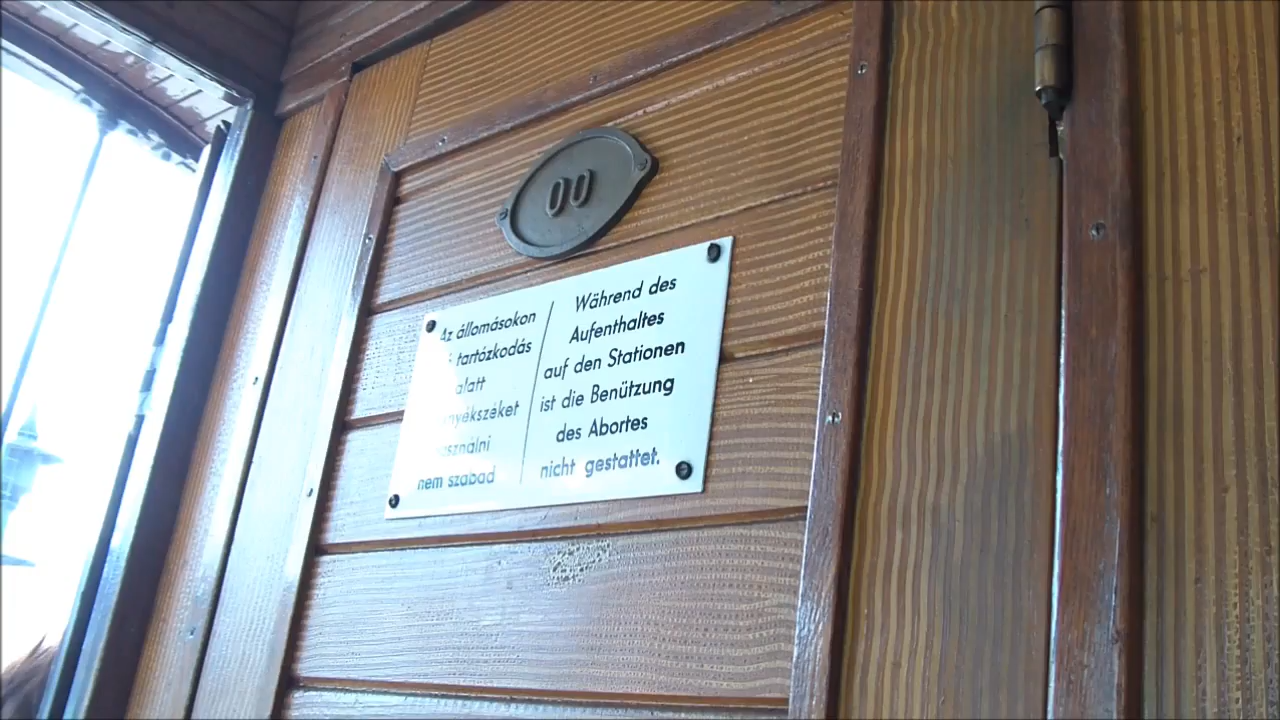 00
Az állomásokon
tartózkodás
alatt
nem szabad
Während des
Aufenthaltes
auf den Stationen
ist die Benützung
des Abortes
nicht gestattet.